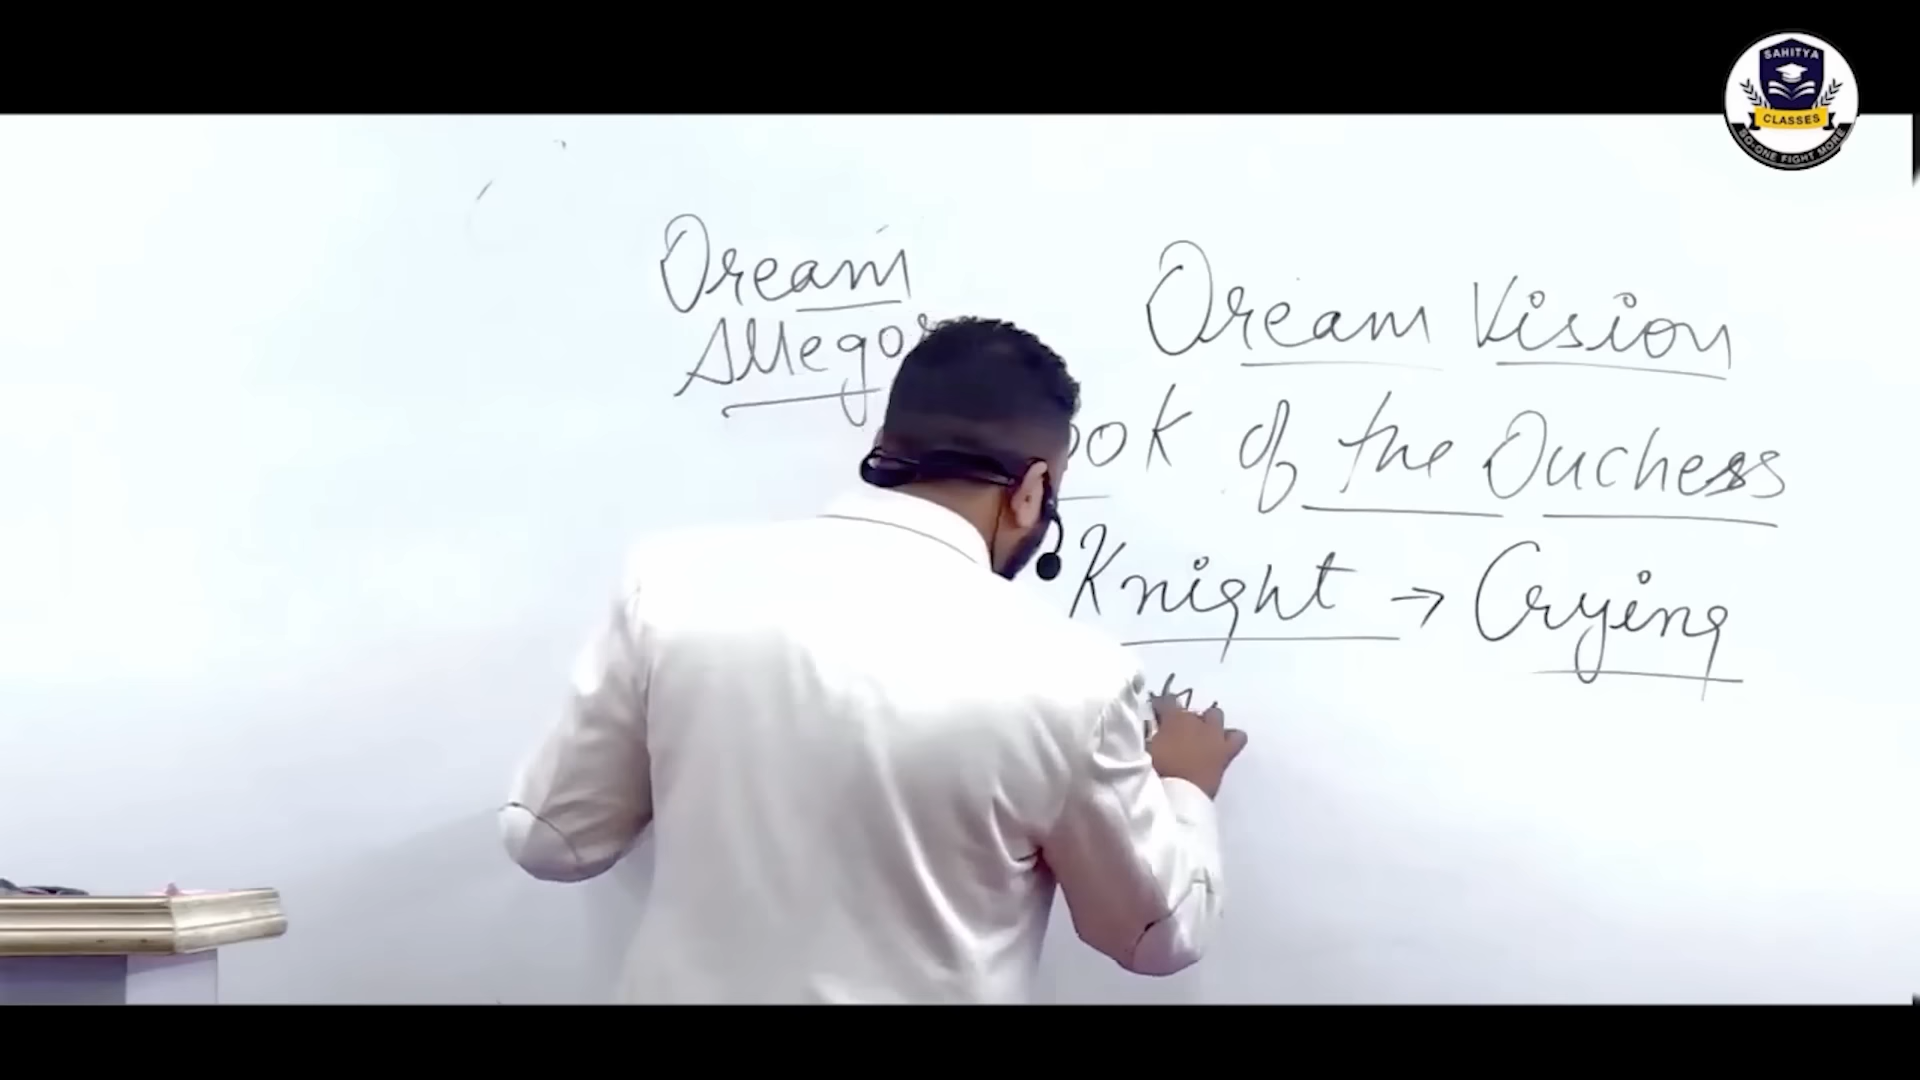 SAHITYA
CLASSES
Dream
Dream Vision
of the Duchess
Knight → Crying